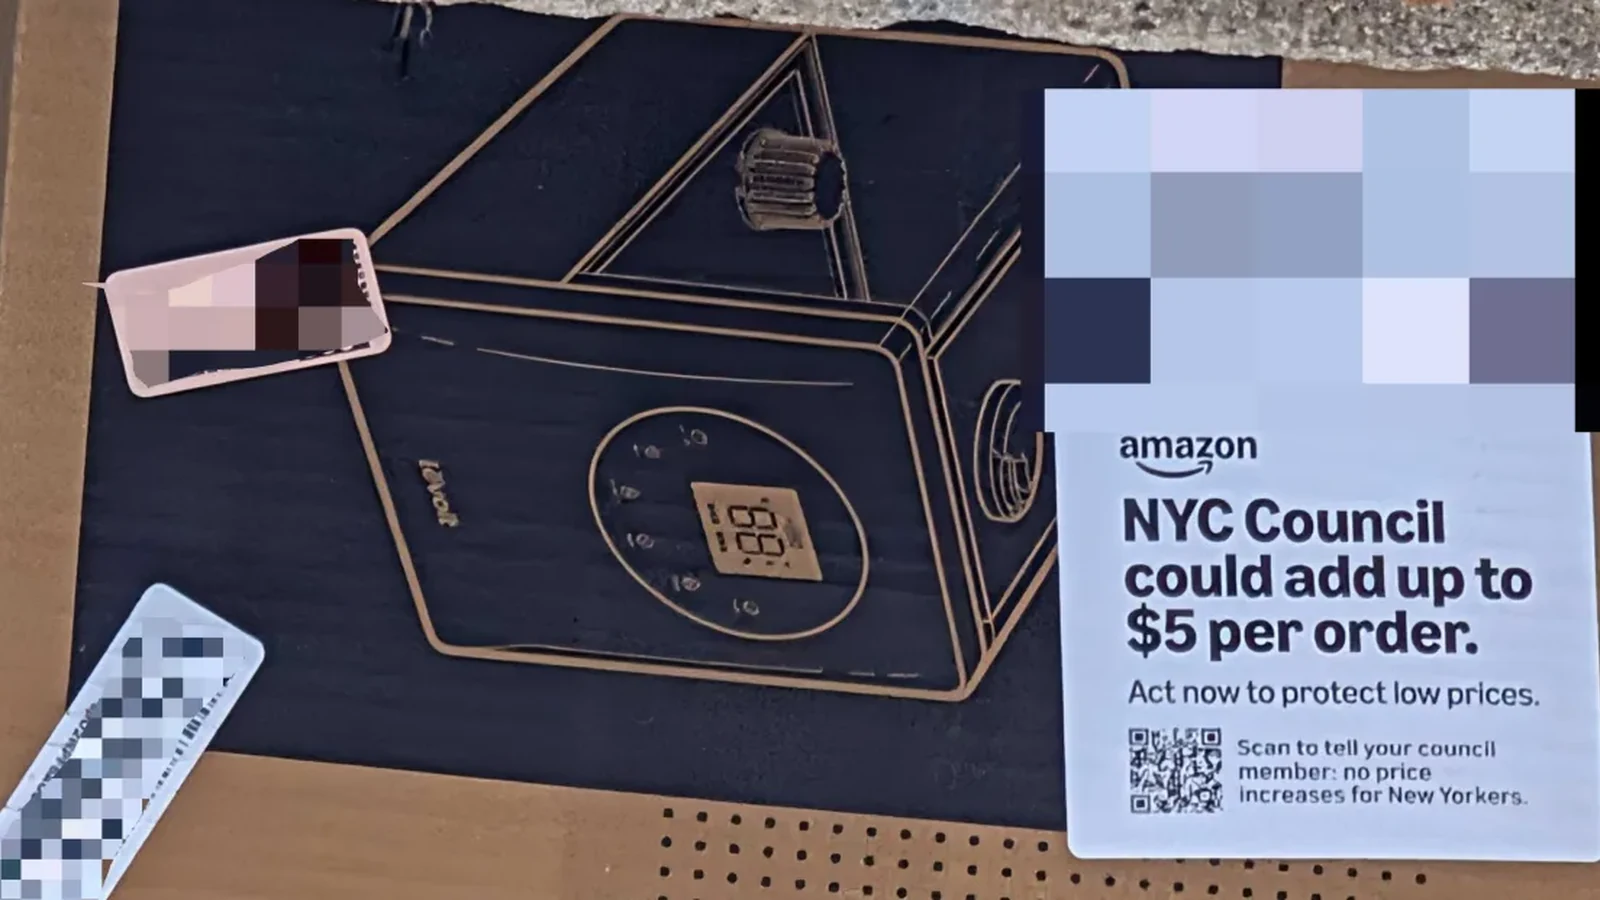 88
amazon
NYC Council
could add up to
$5 per order.
Act now to protect low prices.
Scan to tell your council
member: no price
increases for New Yorkers.